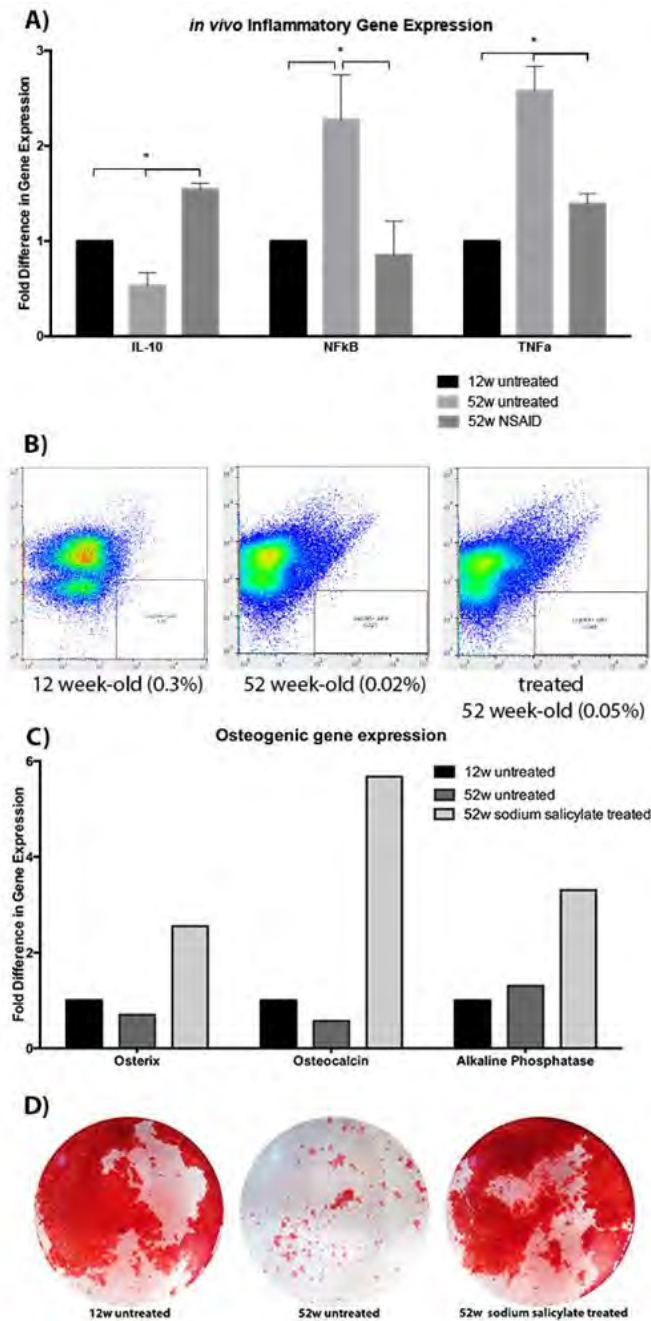 A)
in vivo Inflammatory Gene Expression
Fold Difference in Gene Expression
3
2
1
0
*
*
*
IL-10
NFkB
TNFa
12w untreated
52w untreated
52w NSAID
B)
12 week-old (0.3%)
52 week-old (0.02%)
treated
52 week-old (0.05%)
C)
Osteogenic gene expression
Fold Difference in Gene Expression
6
4
2
0
12w untreated
52w untreated
52w sodium salicylate treated
Osterix
Osteocalcin
Alkaline Phosphatase
D)
12w untreated
52w untreated
52w sodium salicylate treated